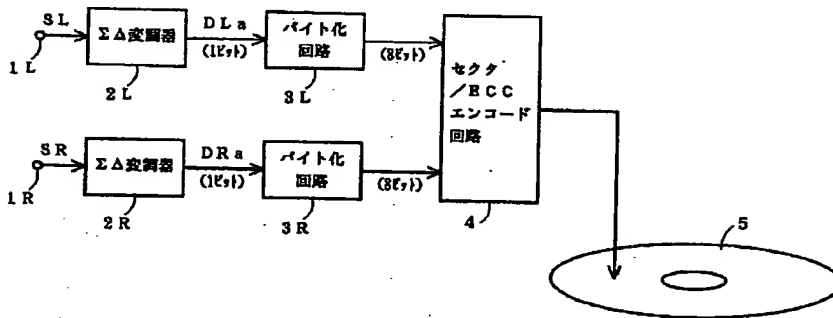 SL
ΣΔ変調器
DLa
(1ビット)
バイト化
回路
(8ビット)
1L
2L
3L
セクタ
/ECC
エンコード
回路
SR
ΣΔ変調器
DRa
(1ビット)
バイト化
回路
(8ビット)
1R
2R
3R
4
5